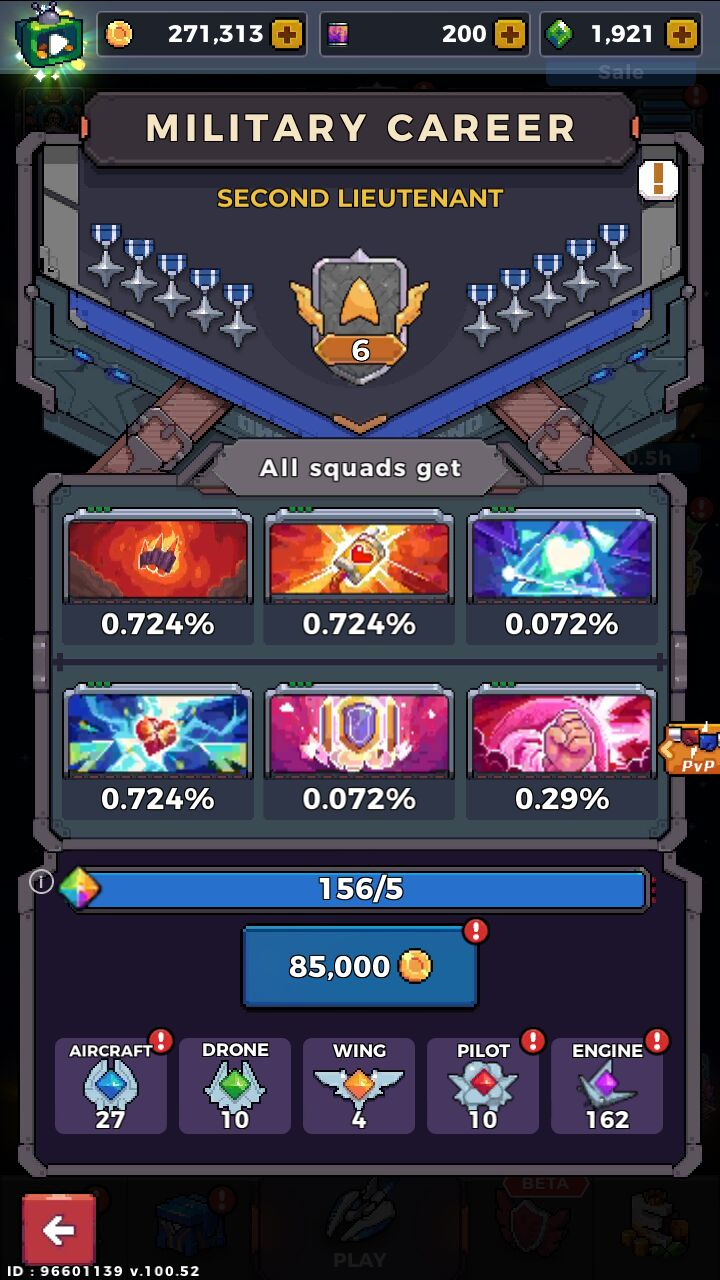 271,313
200
1,921
Sale
MILITARY CAREER
SECOND LIEUTENANT
6
All squads get
0.5h
0.724%
0.724%
0.072%
0.724%
0.072%
0.29%
PvP
156/5
85,000
AIRCRAFT
DRONE
WING
PILOT
ENGINE
27
10
4
10
162
BETA
PLAY
ID : 96601139 v.100.52